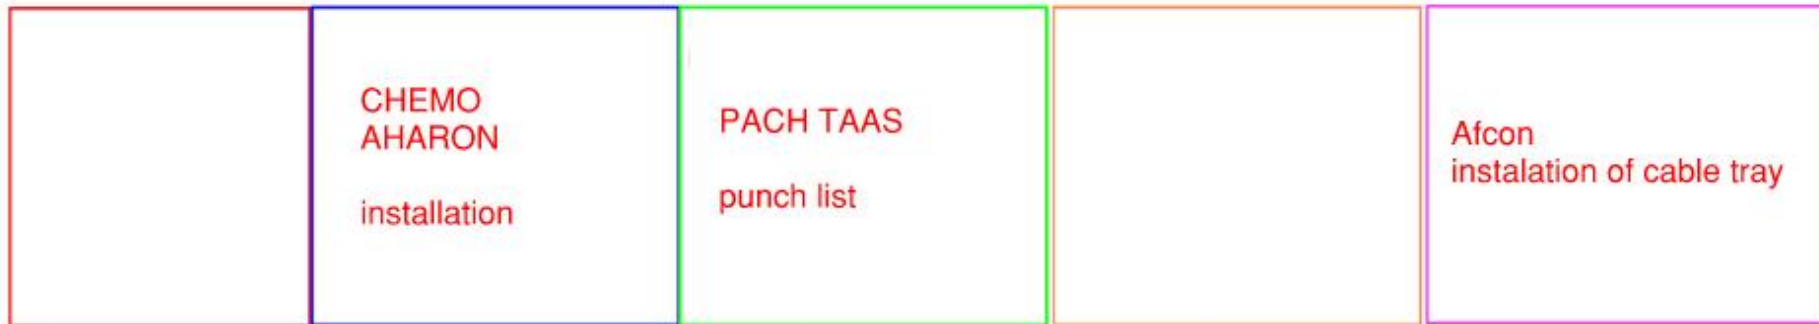 CHEMO
AHARON
installation
PACH TAAS
punch list
Afcon
instalation of cable tray